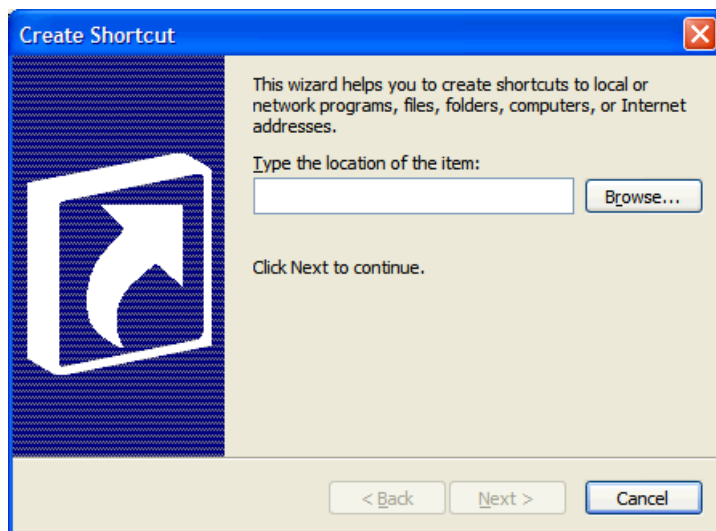 Create Shortcut
This wizard helps you to create shortcuts to local or
network programs, files, folders, computers, or Internet
addresses.
Type the location of the item:
Browse...
Click Next to continue.
< Back Next > Cancel